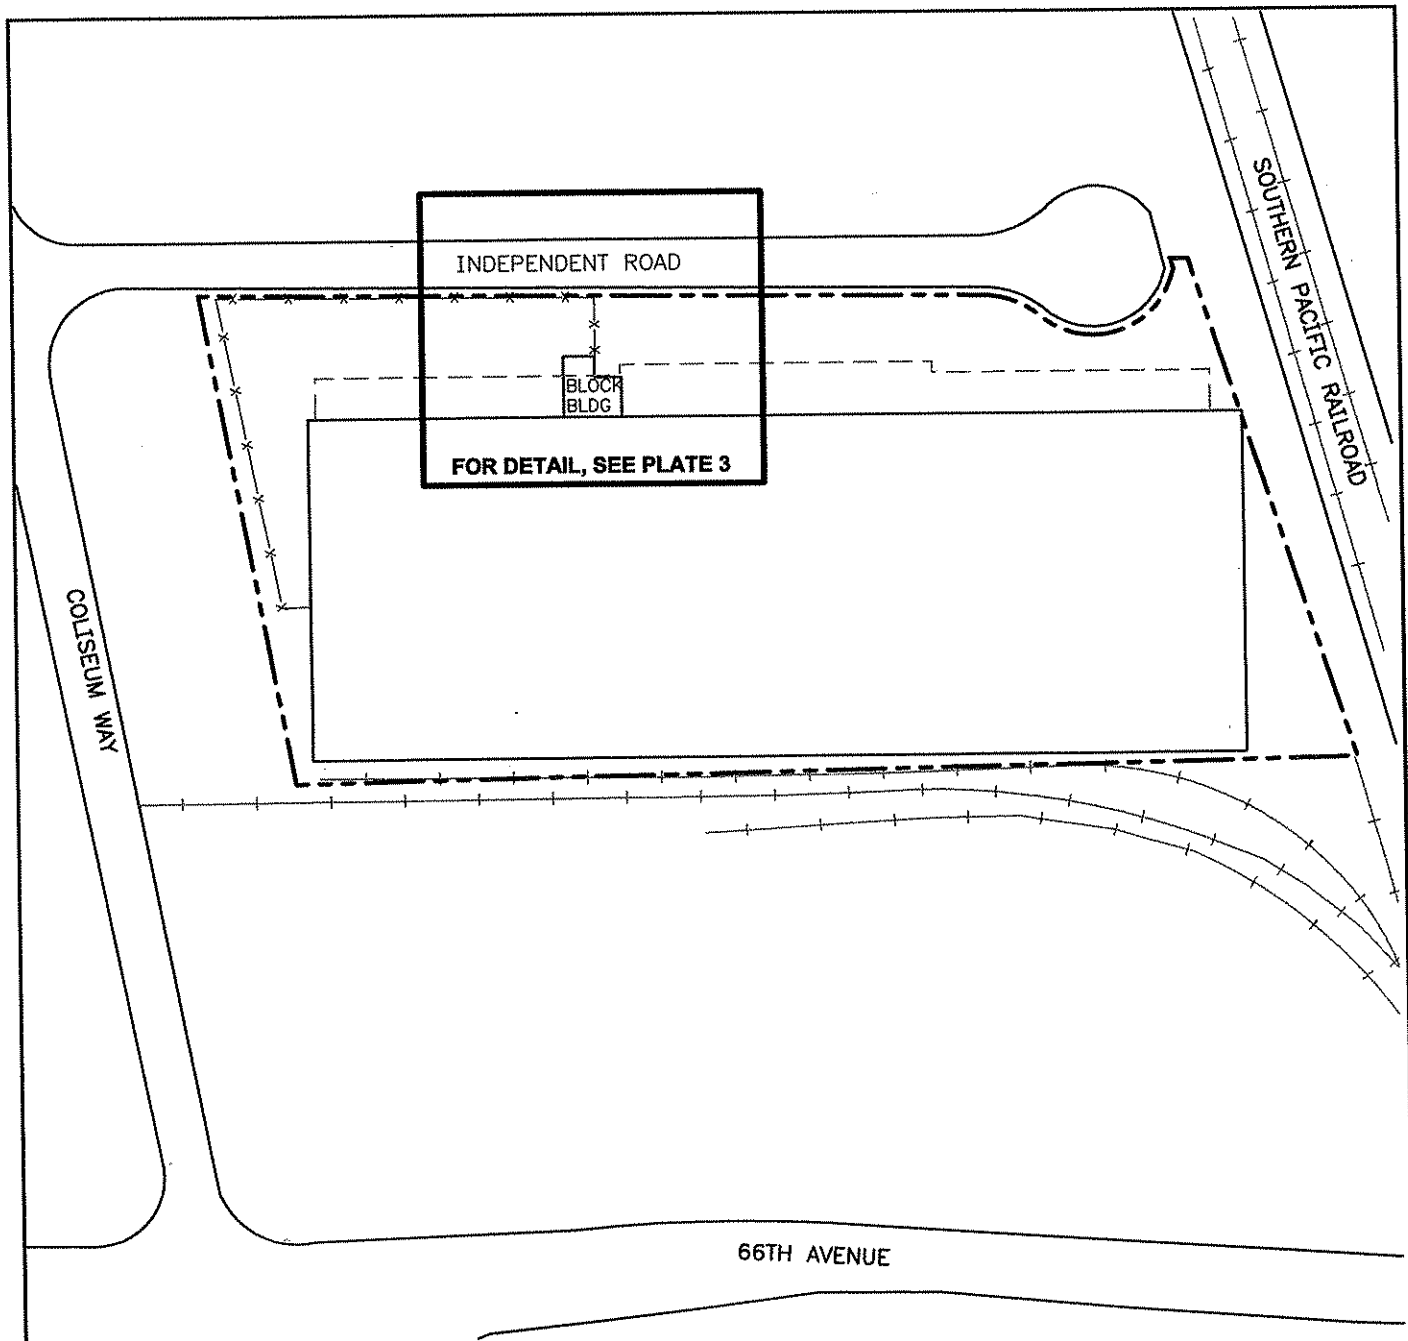 INDEPENDENT ROAD
SOUTHERN PACIFIC RAILROAD
BLOCK
BLDG
FOR DETAIL, SEE PLATE 3
COLISEUM WAY
66TH AVENUE